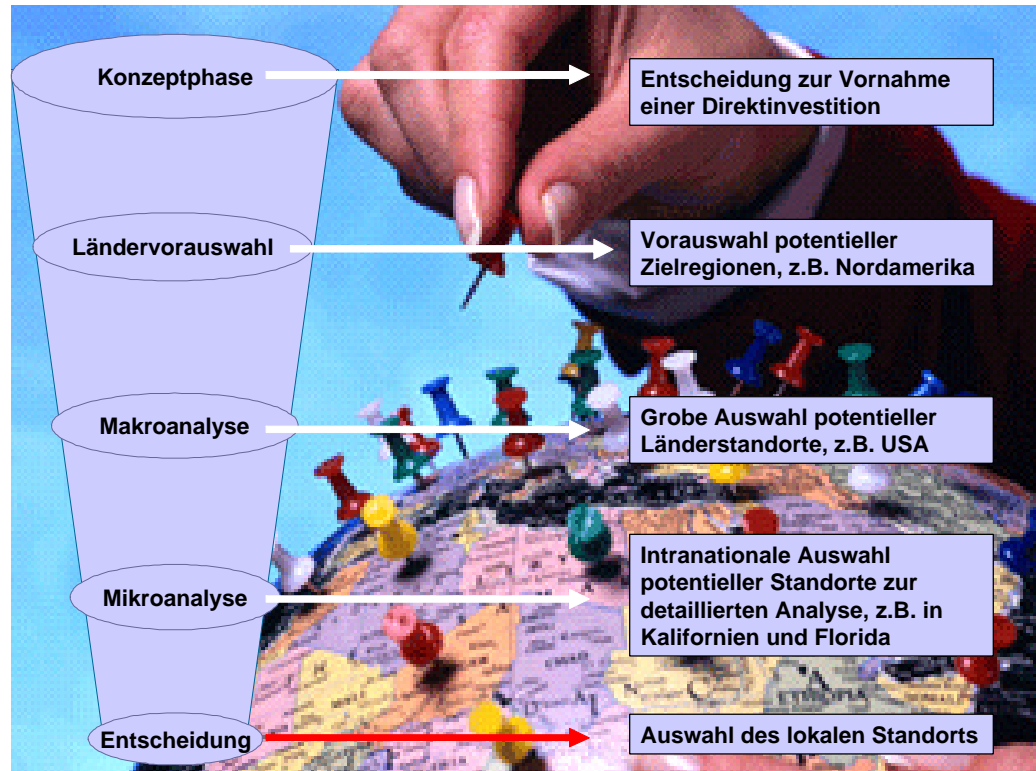 Konzeptphase
Entscheidung zur Vornahme
einer Direktinvestition
Ländervorauswahl
Vorauswahl potentieller
Zielregionen, z.B. Nordamerika
Makroanalyse
Grobe Auswahl potentieller
Länderstandorte, z.B. USA
Mikroanalyse
Intranationale Auswahl
potentieller Standorte zur
detaillierten Analyse, z.B. in
Kalifornien und Florida
Entscheidung
Auswahl des lokalen Standorts
ETHIOPIA